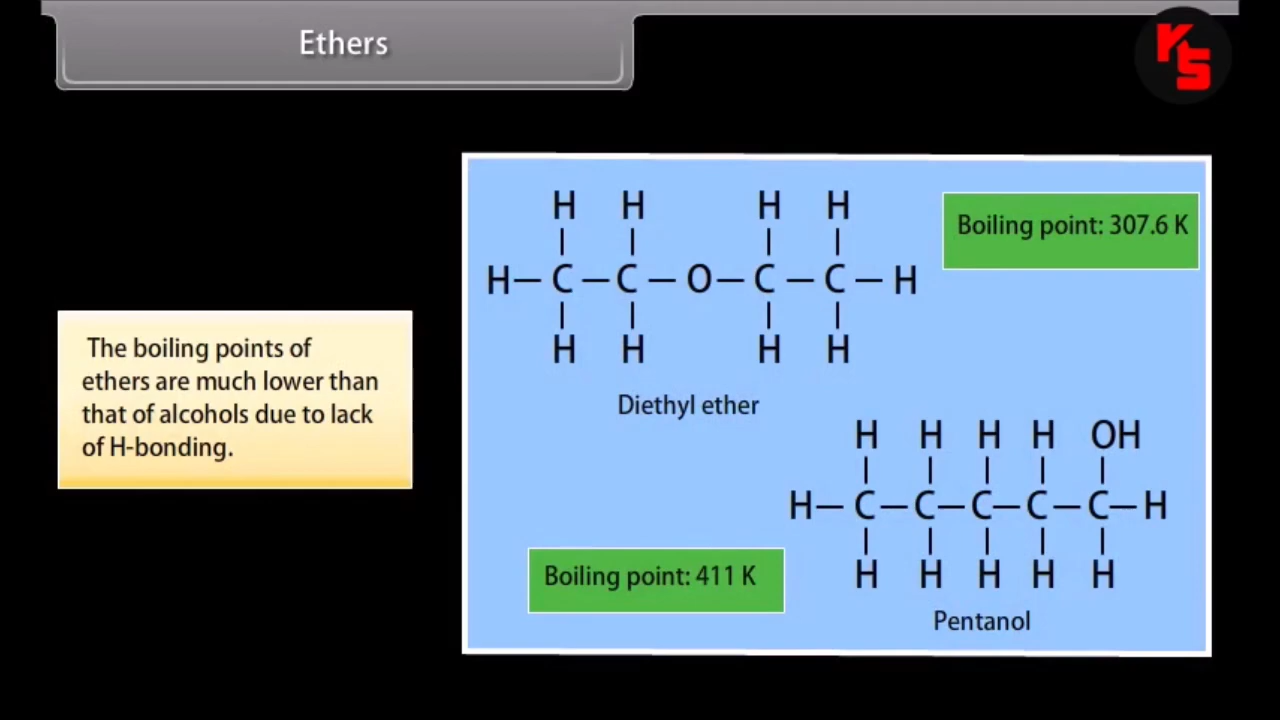 Ethers
rts
Boiling point: 307.6 K
H H H H
H—C—C—O—C—C—H
H H H H
Diethyl ether
The boiling points of
ethers are much lower than
that of alcohols due to lack
of H-bonding.
H H H H OH
H—C—C—C—C—C—H
H H H H H
Boiling point: 411 K
Pentanol